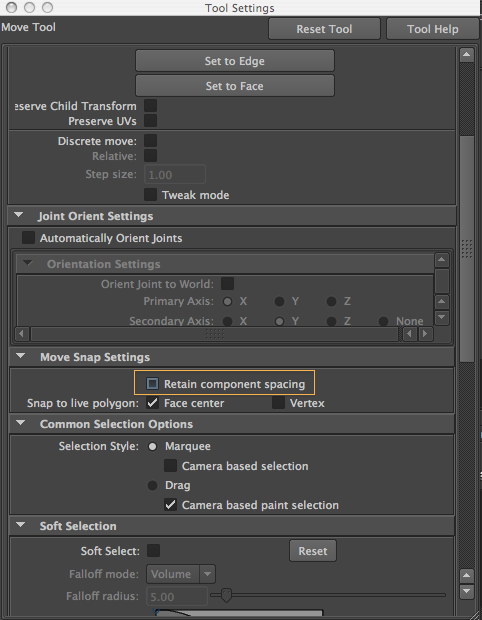 Tool Settings
Move Tool Reset Tool Tool Help
Set to Edge
Set to Face
eserve Child Transform
Preserve UVs
Discrete move:
Relative:
Step size: 1.00
Tweak mode
Joint Orient Settings
Automatically Orient Joints
Orientation Settings
Orient Joint to World:
Primary Axis: X Y Z
Secondary Axis: X Y Z None
Move Snap Settings
Retain component spacing
Snap to live polygon: Face center Vertex
Common Selection Options
Selection Style: Marquee
Camera based selection
Drag
Camera based paint selection
Soft Selection
Soft Select: Reset
Falloff mode: Volume
Falloff radius: 5.00